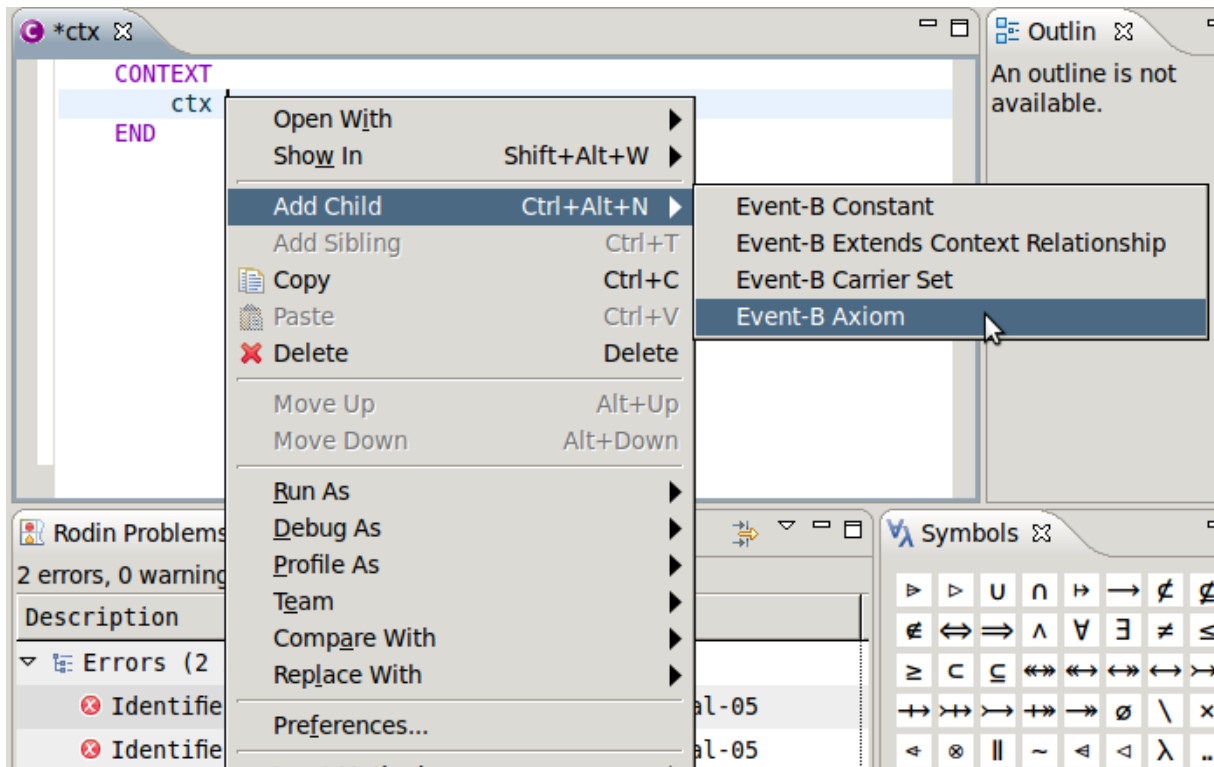 *ctx
Outlin
CONTEXT
ctx
END
An outline is not
available.
Open With
Show In Shift+Alt+W
Add Child Ctrl+Alt+N
Add Sibling Ctrl+T
Copy Ctrl+C
Paste Ctrl+V
Delete Delete
Move Up Alt+Up
Move Down Alt+Down
Run As
Debug As
Profile As
Team
Compare With
Replace With
Preferences...
Event-B Constant
Event-B Extends Context Relationship
Event-B Carrier Set
Event-B Axiom
Rodin Problems
2 errors, 0 warning
Description
Errors (2
Identifie al-05
Identifie al-05
Symbols
∪ ∩ ↦ ⟶ ⊄
∉ ⇔ ⇒ ∧ ∀ ∃ ≠ ≤
≥ ⊂ ⊆
∅ \ ×
⊗ ∥ ∼ ◁ λ ‥